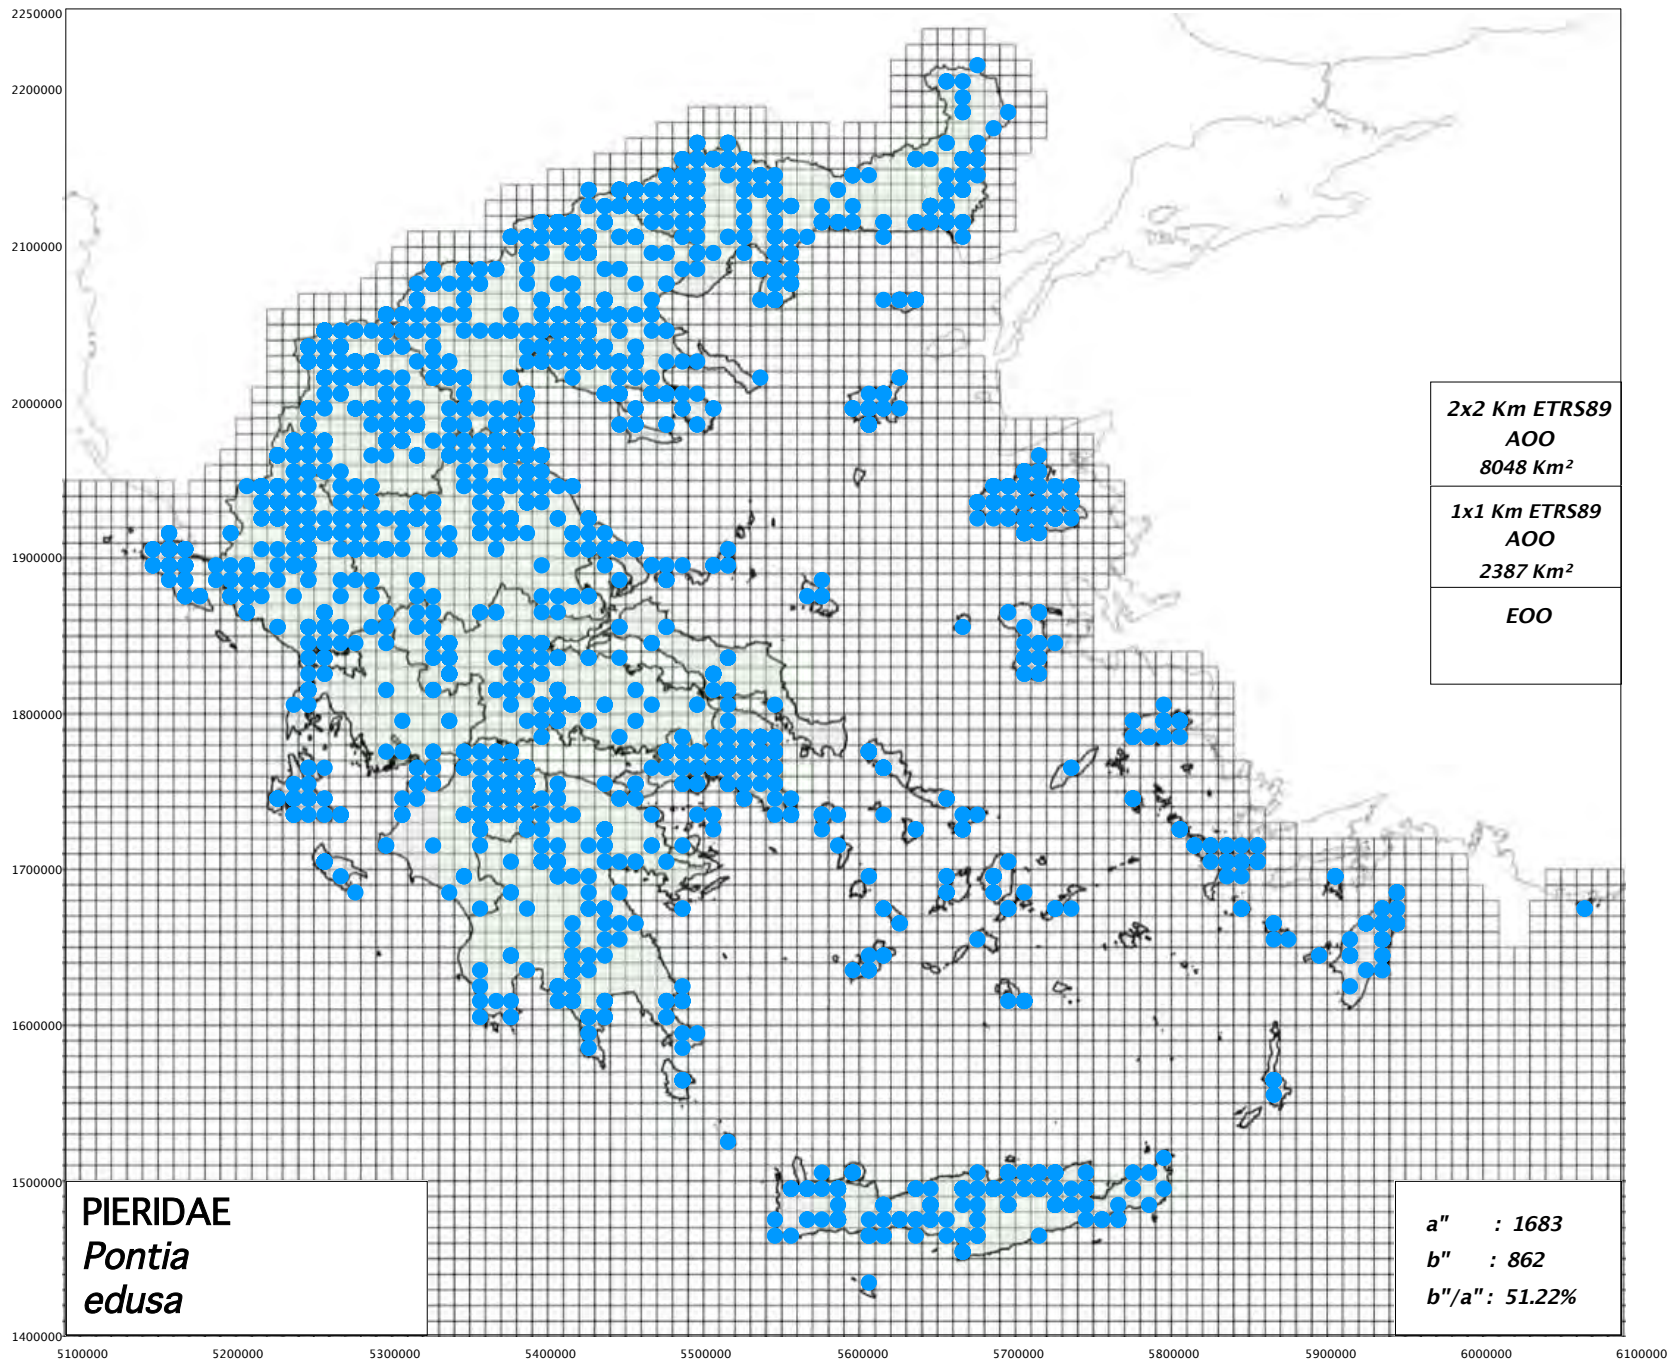 2250000
2200000
2100000
2000000
1900000
1800000
1700000
1600000
1500000
1400000
5100000 5200000 5300000 5400000 5500000 5600000 5700000 5800000 5900000 6000000 6100000
2x2 Km ETRS89
AOO
8048 Km²
1x1 Km ETRS89
AOO
2387 Km²
EOO
PIERIDAE
Pontia
edusa
a" : 1683
b" : 862
b"/a" : 51.22%